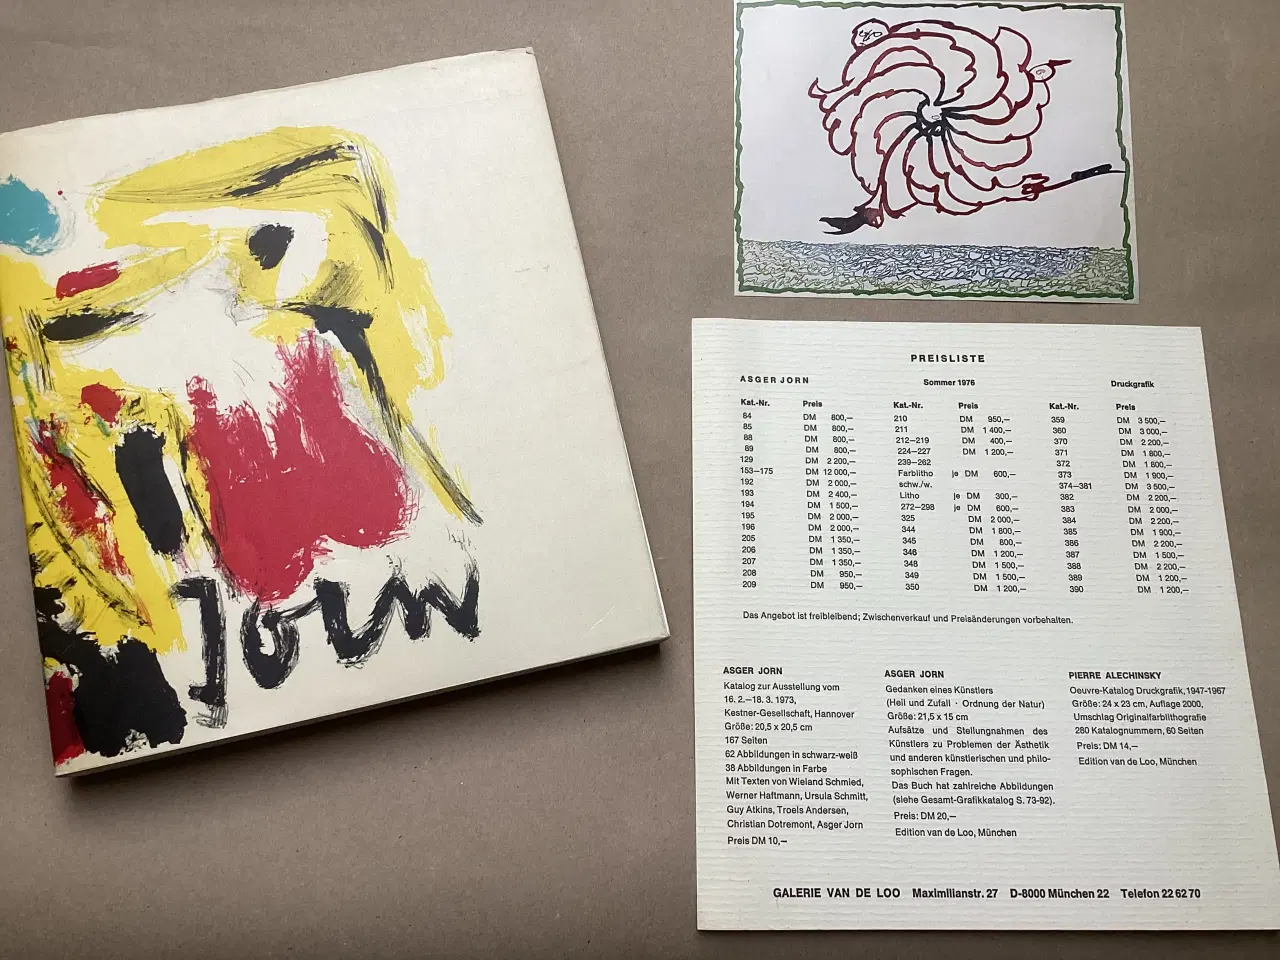 Jorn
PREISLISTE
ASGER JORN Sommer 1976 Druckgrafik
Kat.-Nr. Preis Kat.-Nr. Preis Kat.-Nr. Preis
84 DM 800,— 210 DM 950,— 359 DM 3 500,—
85 DM 800,— 211 DM 1 400,— 360 DM 3 000,—
88 DM 800,— 212–219 DM 400,— 370 DM 2 200,—
89 DM 800,— 224–227 DM 1 200,— 371 DM 1 800,—
129 DM 2 200,— 239–262 372 DM 1 800,—
153–175 DM 12 000,— Farblitho je DM 600,— 373 DM 1 900,—
192 DM 2 000,— schw./w. 374–381 DM 3 500,—
193 DM 2 400,— Litho je DM 300,— 382 DM 2 200,—
194 DM 1 500,— 272–298 je DM 600,— 383 DM 2 000,—
195 DM 2 000,— 325 DM 2 000,— 384 DM 2 200,—
196 DM 2 000,— 344 DM 1 800,— 385 DM 1 900,—
205 DM 1 350,— 345 DM 800,— 386 DM 2 200,—
206 DM 1 350,— 346 DM 1 200,— 387 DM 1 500,—
207 DM 1 350,— 348 DM 1 500,— 388 DM 2 200,—
208 DM 950,— 349 DM 1 500,— 389 DM 1 200,—
209 DM 950,— 350 DM 1 200,— 390 DM 1 200,—
Das Angebot ist freibleibend; Zwischenverkauf und Preisänderungen vorbehalten.
ASGER JORN
Katalog zur Ausstellung vom
16. 2.–18. 3. 1973,
Kestner-Gesellschaft, Hannover
Größe: 20,5 x 20,5 cm
167 Seiten
62 Abbildungen in schwarz-weiß
38 Abbildungen in Farbe
Mit Texten von Wieland Schmied,
Werner Haftmann, Ursula Schmitt,
Guy Atkins, Troels Andersen,
Christian Dotremont, Asger Jorn
Preis DM 10,—
ASGER JORN
Gedanken eines Künstlers
(Heil und Zufall · Ordnung der Natur)
Größe: 21,5 x 15 cm
Aufsätze und Stellungnahmen des
Künstlers zu Problemen der Ästhetik
und anderen künstlerischen und philo-
sophischen Fragen.
Das Buch hat zahlreiche Abbildungen
(siehe Gesamt-Grafikkatalog S. 73-92).
Preis: DM 20,—
Edition van de Loo, München
PIERRE ALECHINSKY
Oeuvre-Katalog Druckgrafik, 1947-1967
Größe: 24 x 23 cm, Auflage 2000,
Umschlag Originalfarblithografie
280 Katalognummern, 60 Seiten
Preis: DM 14,—
Edition van de Loo, München
GALERIE VAN DE LOO Maximilianstr. 27 D-8000 München 22 Telefon 22 62 70